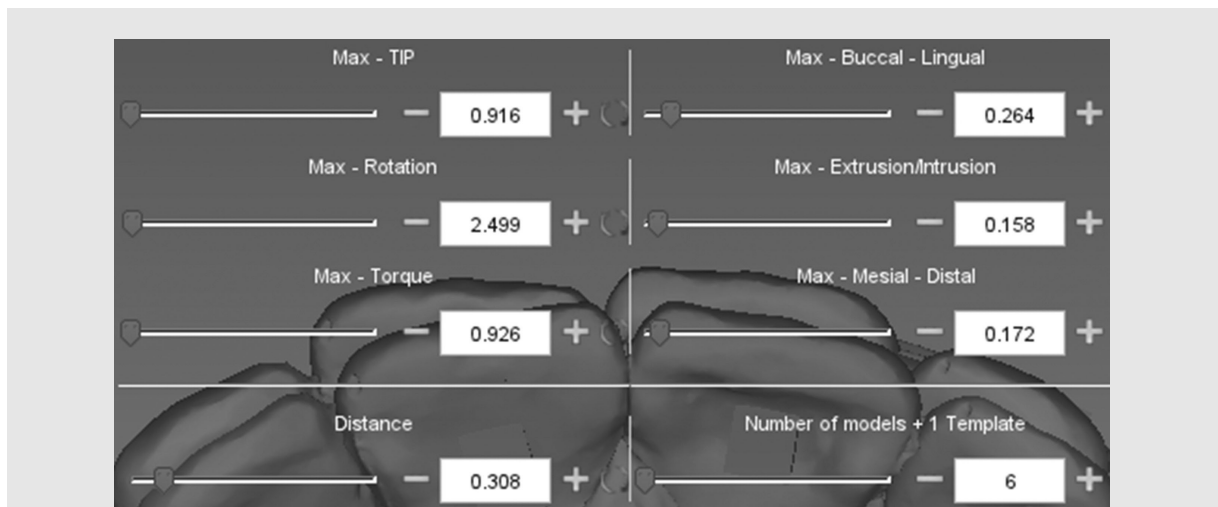 Max - TIP
Max - Buccal - Lingual
0.916
0.264
Max - Rotation
Max - Extrusion/Intrusion
2.499
0.158
Max - Torque
Max - Mesial - Distal
0.926
0.172
Distance
Number of models + 1 Template
0.308
6